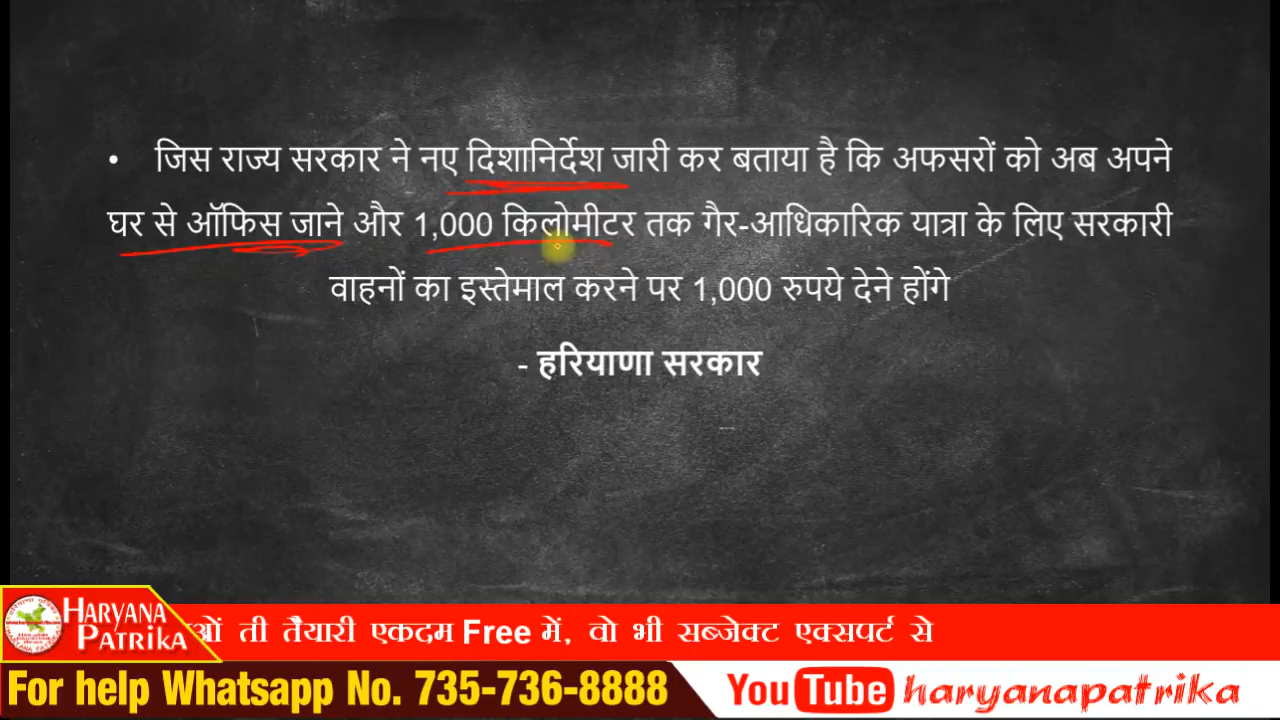 • जिस राज्य सरकार ने नए दिशानिर्देश जारी कर बताया है कि अफसरों को अब अपने
घर से ऑफिस जाने और 1,000 किलोमीटर तक गैर-आधिकारिक यात्रा के लिए सरकारी
वाहनों का इस्तेमाल करने पर 1,000 रुपये देने होंगे
- हरियाणा सरकार
HARYANA
PATRIKA
ओं ती तैयारी एकदम Free में, वो भी सब्जेक्ट एक्सपर्ट से
For help Whatsapp No. 735-736-8888
YouTube haryanapatrika